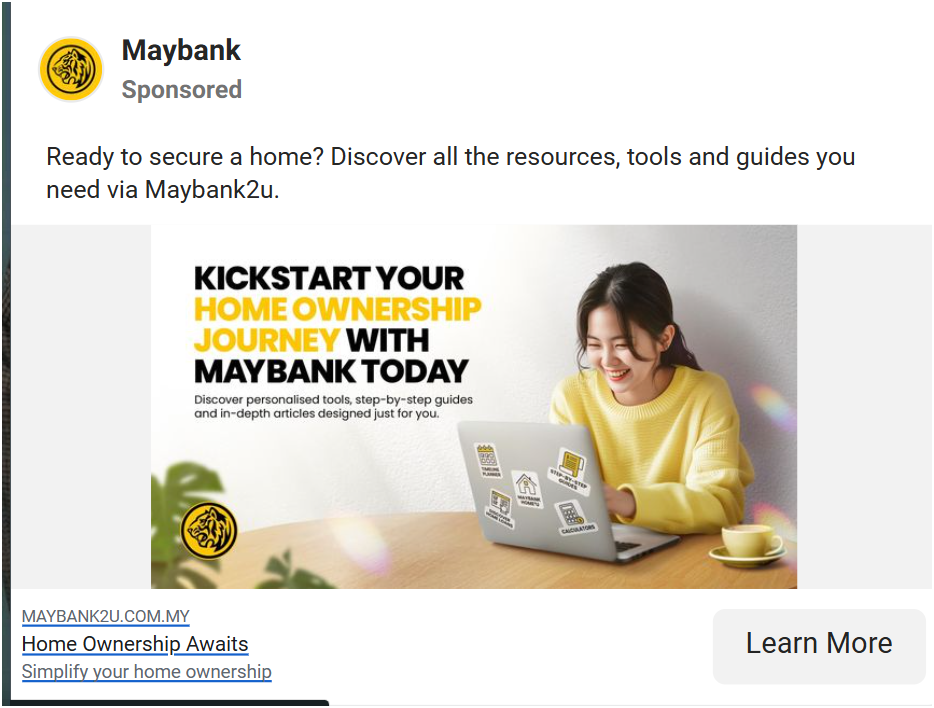 Maybank
Sponsored
Ready to secure a home? Discover all the resources, tools and guides you
need via Maybank2u.
KICKSTART YOUR
HOME OWNERSHIP
JOURNEY WITH
MAYBANK TODAY
Discover personalised tools, step-by-step guides
and in-depth articles designed just for you.
TIMELINE
PLANNER
STEP-BY-STEP
GUIDES
MAYBANK
HOME²U
CALCULATORS
MAYBANK2U.COM.MY
Home Ownership Awaits
Simplify your home ownership
Learn More